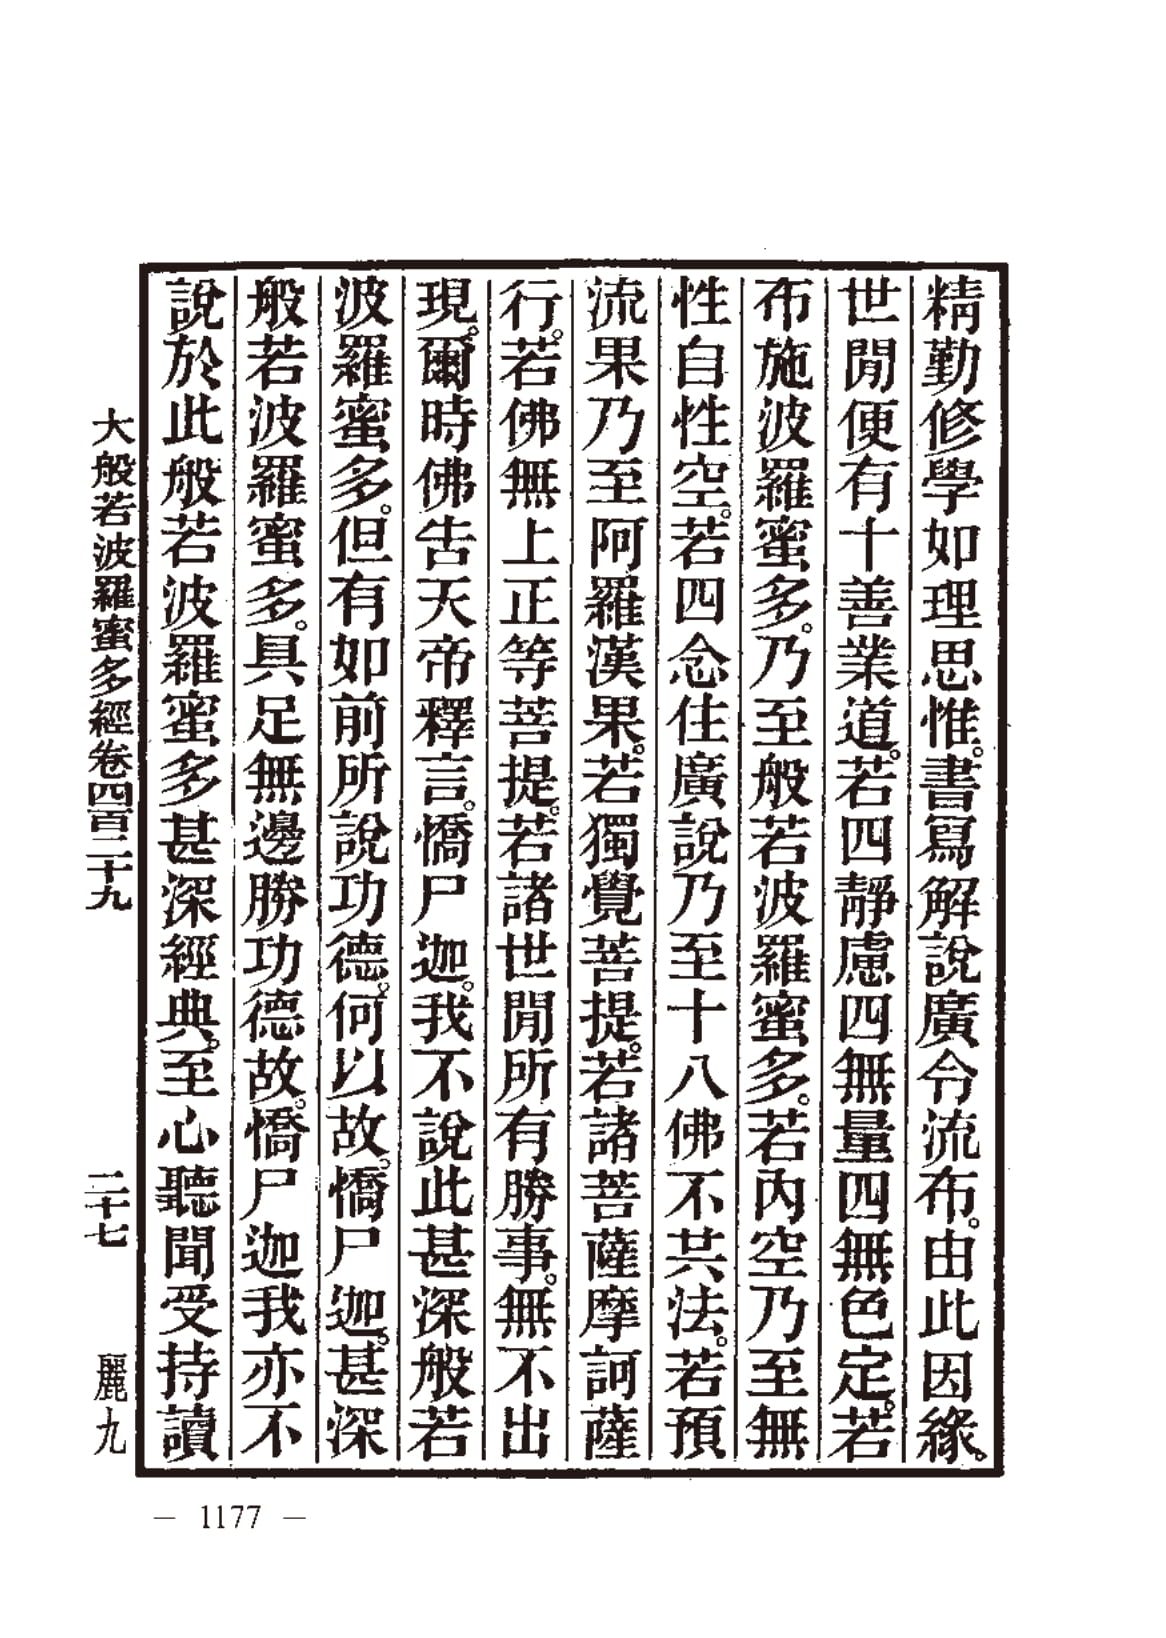 精勤修學如理思惟。書寫解說廣令流布。由此因緣。
世閒便有十善業道。若四靜慮四無量四無色定。若
布施波羅蜜多。乃至般若波羅蜜多。若內空乃至無
性自性空。若四念住廣說乃至十八佛不共法。若預
流果乃至阿羅漢果。若獨覺菩提。若諸菩薩摩訶薩
行。若佛無上正等菩提。若諸世閒所有勝事。無不出
現。爾時佛告天帝釋言。憍尸迦。我不說此甚深般若
波羅蜜多。但有如前所說功德。何以故。憍尸迦。甚深
般若波羅蜜多。具足無邊勝功德故。憍尸迦我亦不
說於此般若波羅蜜多甚深經典。至心聽聞受持讀
大般若波羅蜜多經卷四百二十九
二十七
麗九
— 1177 —